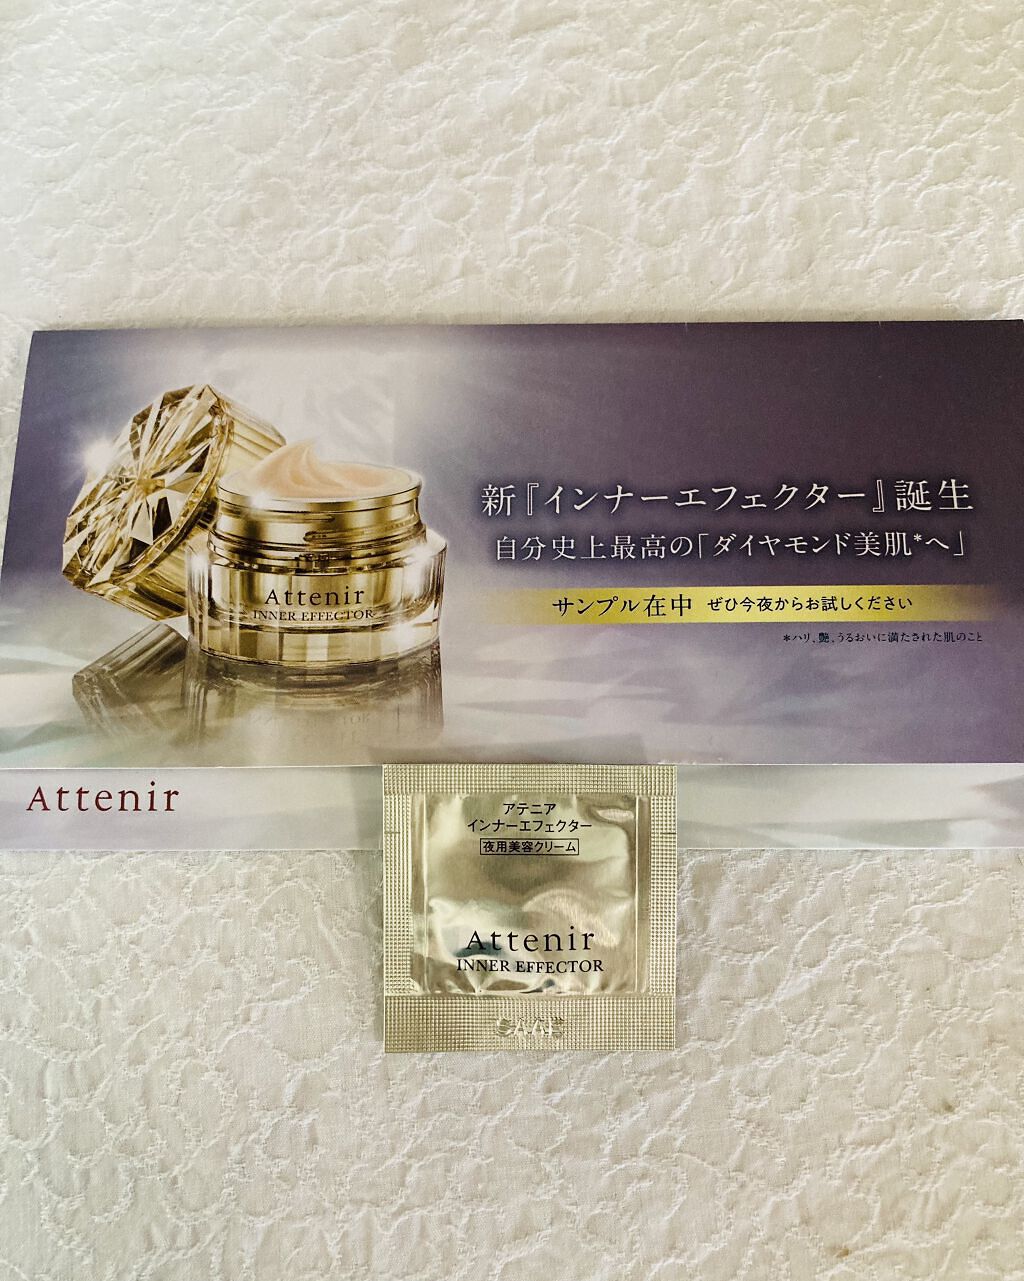 新『インナーエフェクター』誕生
自分史上最高の「ダイヤモンド美肌*へ」
サンプル在中 ぜひ今夜からお試しください
*ハリ、艶、うるおいに満たされた肌のこと
Attenir
INNER EFFECTOR
Attenir
アテニア
インナーエフェクター
夜用美容クリーム
Attenir
INNER EFFECTOR